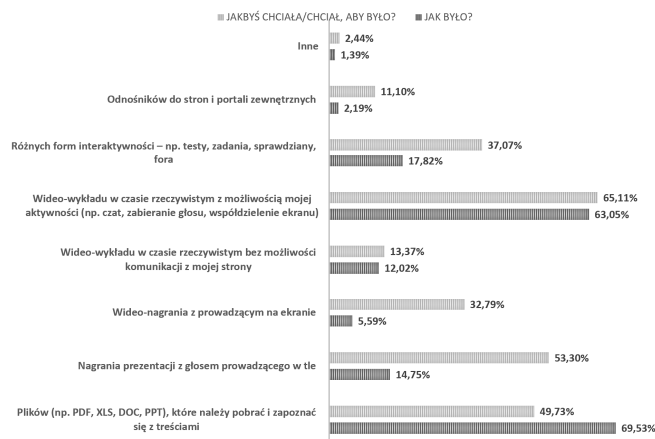 JAKBYŚ CHCIAŁA/CHCIAŁ, ABY BYŁO? JAK BYŁO?
Inne
2,44%
1,39%
Odnośników do stron i portali zewnętrznych
11,10%
2,19%
Różnych form interaktywności – np. testy, zadania, sprawdziany,
fora
37,07%
17,82%
Wideo-wykładu w czasie rzeczywistym z możliwością mojej
aktywności (np. czat, zabieranie głosu, współdzielenie ekranu)
65,11%
63,05%
Wideo-wykładu w czasie rzeczywistym bez możliwości
komunikacji z mojej strony
13,37%
12,02%
Wideo-nagrania z prowadzącym na ekranie
32,79%
5,59%
Nagrania prezentacji z głosem prowadzącego w tle
53,30%
14,75%
Plików (np. PDF, XLS, DOC, PPT), które należy pobrać i zapoznać
się z treściami
49,73%
69,53%